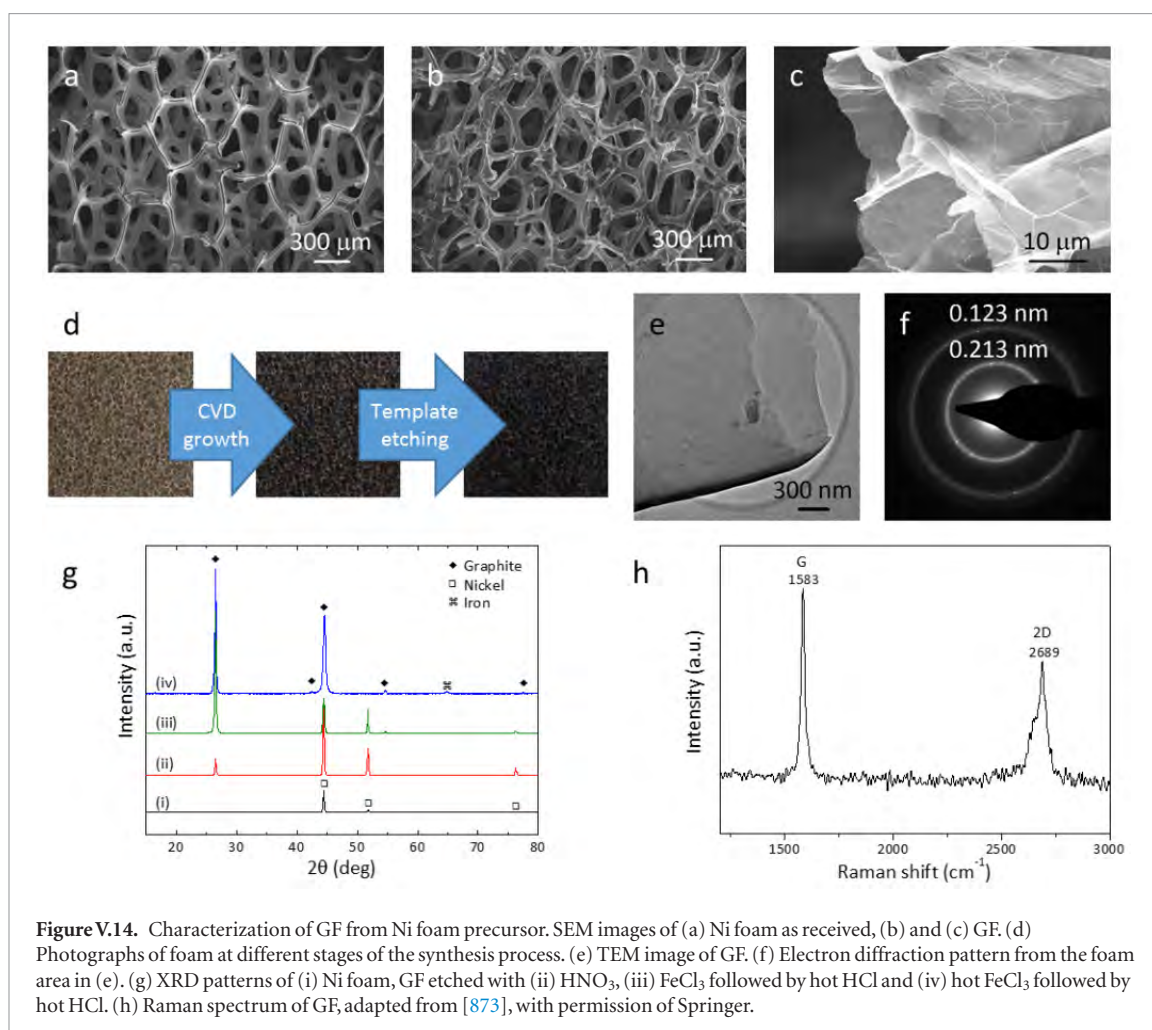 a
300 μm
b
300 μm
c
10 μm
d
CVD
growth
Template
etching
e
300 nm
f
0.123 nm
0.213 nm
g
Graphite
Nickel
Iron
(iv)
(iii)
(ii)
(i)
Intensity (a.u.)
20 30 40 50 60 70 80
2θ (deg)
h
G
1583
2D
2689
Intensity (a.u.)
1500 2000 2500 3000
Raman shift (cm⁻¹)
Figure V.14. Characterization of GF from Ni foam precursor. SEM images of (a) Ni foam as received, (b) and (c) GF. (d)
Photographs of foam at different stages of the synthesis process. (e) TEM image of GF. (f) Electron diffraction pattern from the foam
area in (e). (g) XRD patterns of (i) Ni foam, GF etched with (ii) HNO₃, (iii) FeCl₃ followed by hot HCl and (iv) hot FeCl₃ followed by
hot HCl. (h) Raman spectrum of GF, adapted from [873], with permission of Springer.